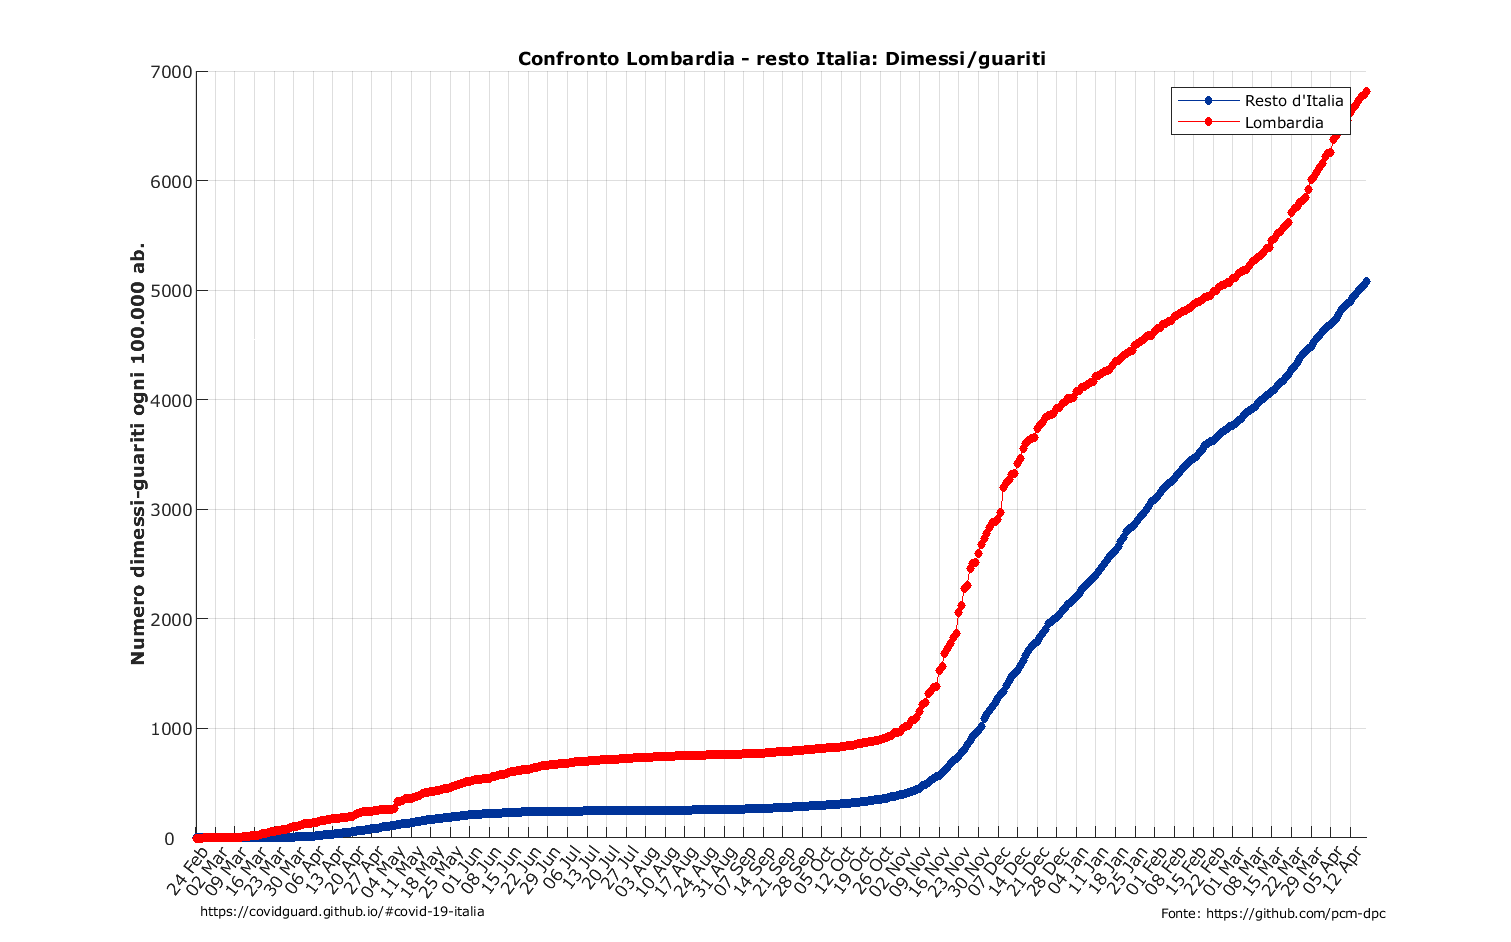 Confronto Lombardia - resto Italia: Dimessi/guariti
Resto d'Italia
Lombardia
Numero dimessi-guariti ogni 100.000 ab.
7000
6000
5000
4000
3000
2000
1000
0
24 Feb
02 Mar
09 Mar
16 Mar
23 Mar
30 Mar
06 Apr
13 Apr
20 Apr
27 Apr
04 May
11 May
18 May
25 May
01 Jun
08 Jun
15 Jun
22 Jun
29 Jun
06 Jul
13 Jul
20 Jul
27 Jul
03 Aug
10 Aug
17 Aug
24 Aug
31 Aug
07 Sep
14 Sep
21 Sep
28 Sep
05 Oct
12 Oct
19 Oct
26 Oct
02 Nov
09 Nov
16 Nov
23 Nov
30 Nov
07 Dec
14 Dec
21 Dec
28 Dec
04 Jan
11 Jan
18 Jan
25 Jan
01 Feb
08 Feb
15 Feb
22 Feb
01 Mar
08 Mar
15 Mar
22 Mar
29 Mar
05 Apr
12 Apr
https://covidguard.github.io/#covid-19-italia
Fonte: https://github.com/pcm-dpc